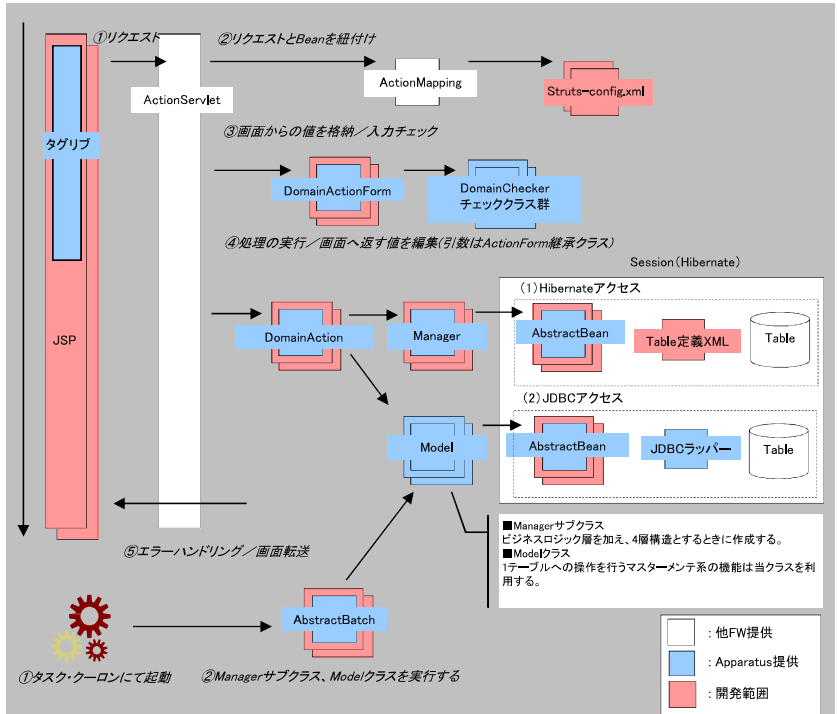 ①リクエスト
②リクエストとBeanを紐付け
ActionMapping
Struts-config.xml
ActionServlet
タグリブ
③画面からの値を格納／入力チェック
DomainActionForm
DomainChecker
チェッククラス群
④処理の実行／画面へ返す値を編集(引数はActionForm継承クラス)
Session(Hibernate)
(1)Hibernateアクセス
JSP
DomainAction
Manager
AbstractBean
Table定義XML
Table
(2)JDBCアクセス
Model
AbstractBean
JDBCラッパー
Table
⑤エラーハンドリング／画面転送
■Managerサブクラス
ビジネスロジック層を加え、4層構造とするときに作成する。
■Modelクラス
1テーブルへの操作を行うマスターメンテ系の機能は当クラスを利
用する。
AbstractBatch
①タスク・クーロンにて起動
②Managerサブクラス、Modelクラスを実行する
：他FW提供
：Apparatus提供
：開発範囲